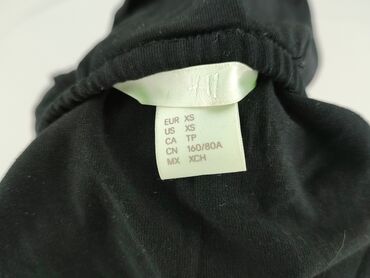 EUR XS
US XS
CA TP
CN 160/80A
MX XCH